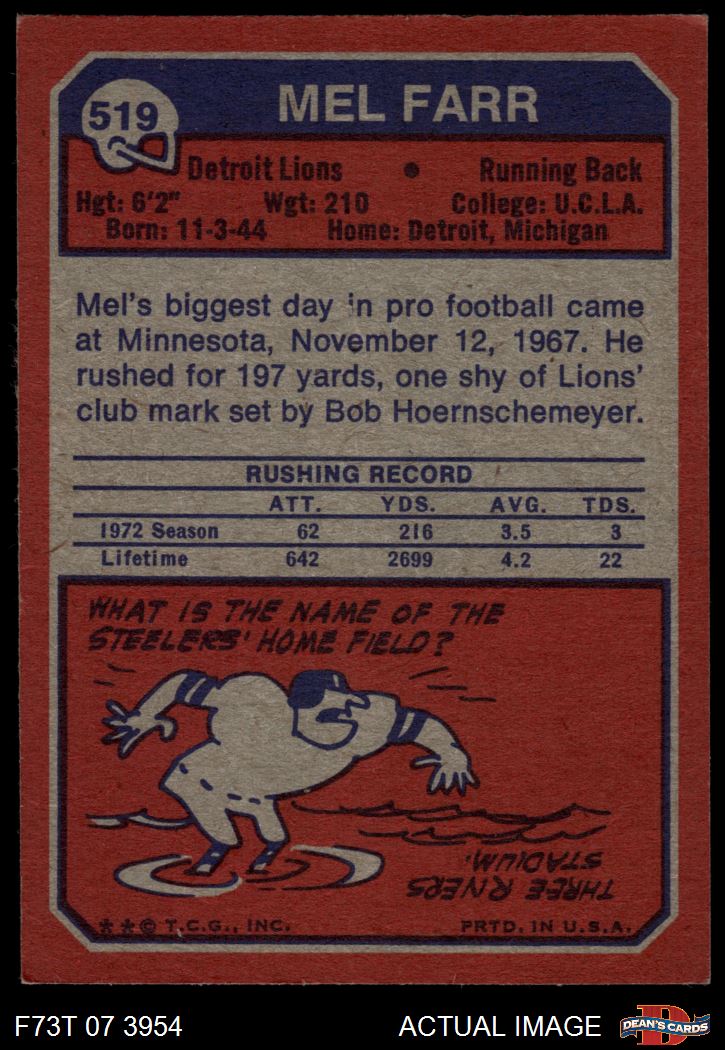 519
MEL FARR
Detroit Lions • Running Back
Hgt: 6'2" Wgt: 210 College: U.C.L.A.
Born: 11-3-44 Home: Detroit, Michigan
Mel's biggest day in pro football came
at Minnesota, November 12, 1967. He
rushed for 197 yards, one shy of Lions'
club mark set by Bob Hoernschemeyer.
RUSHING RECORD
ATT. YDS. AVG. TDS.
1972 Season 62 216 3.5 3
Lifetime 642 2699 4.2 22
WHAT IS THE NAME OF THE
STEELERS' HOME FIELD?
THREE RIVERS
STADIUM.
**© T.C.G., INC. PRTD. IN U.S.A.
F73T 07 3954 ACTUAL IMAGE
D
DEAN'S CARDS